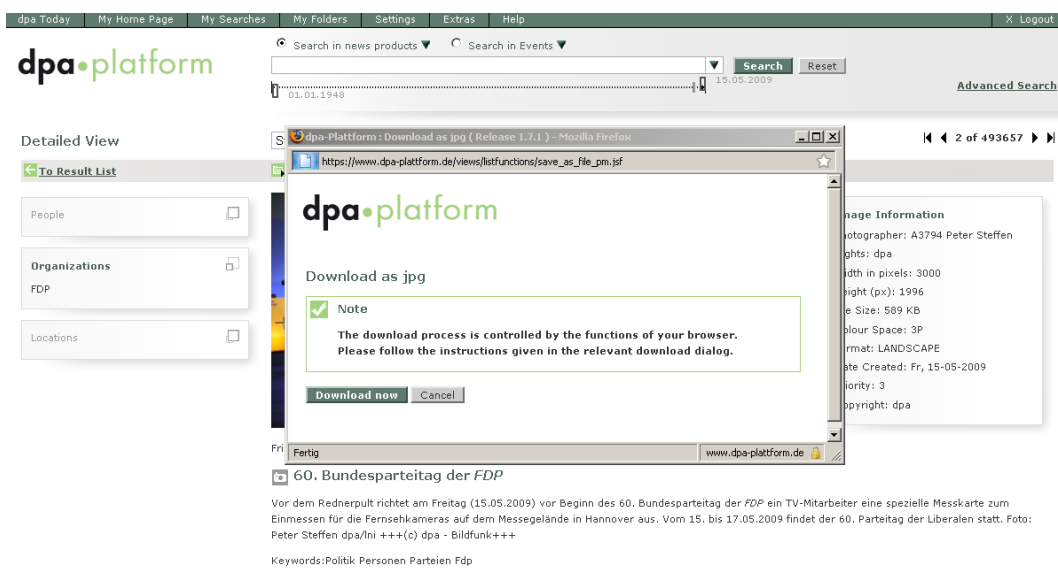 dpa Today My Home Page My Searches My Folders Settings Extras Help X Logout
dpa•platform
Search in news products Search in Events
Search Reset
01.01.1948 15.05.2009
Advanced Search
Detailed View
2 of 493657
To Result List
People
Organizations
FDP
Locations
dpa-Plattform : Download as jpg ( Release 1.7.1 ) - Mozilla Firefox
https://www.dpa-plattform.de/views/listfunctions/save_as_file_pm.jsf
dpa•platform
Download as jpg
Note
The download process is controlled by the functions of your browser.
Please follow the instructions given in the relevant download dialog.
Download now Cancel
Fertig www.dpa-plattform.de
mage Information
otographer: A3794 Peter Steffen
ghts: dpa
idth in pixels: 3000
eight (px): 1996
e Size: 589 KB
olour Space: 3P
rmat: LANDSCAPE
ate Created: Fr, 15-05-2009
iority: 3
opyright: dpa
Fri
60. Bundesparteitag der FDP
Vor dem Rednerpult richtet am Freitag (15.05.2009) vor Beginn des 60. Bundesparteitag der FDP ein TV-Mitarbeiter eine spezielle Messkarte zum
Einmessen für die Fernsehkameras auf dem Messegelände in Hannover aus. Vom 15. bis 17.05.2009 findet der 60. Parteitag der Liberalen statt. Foto:
Peter Steffen dpa/lni +++(c) dpa - Bildfunk+++
Keywords:Politik Personen Parteien Fdp